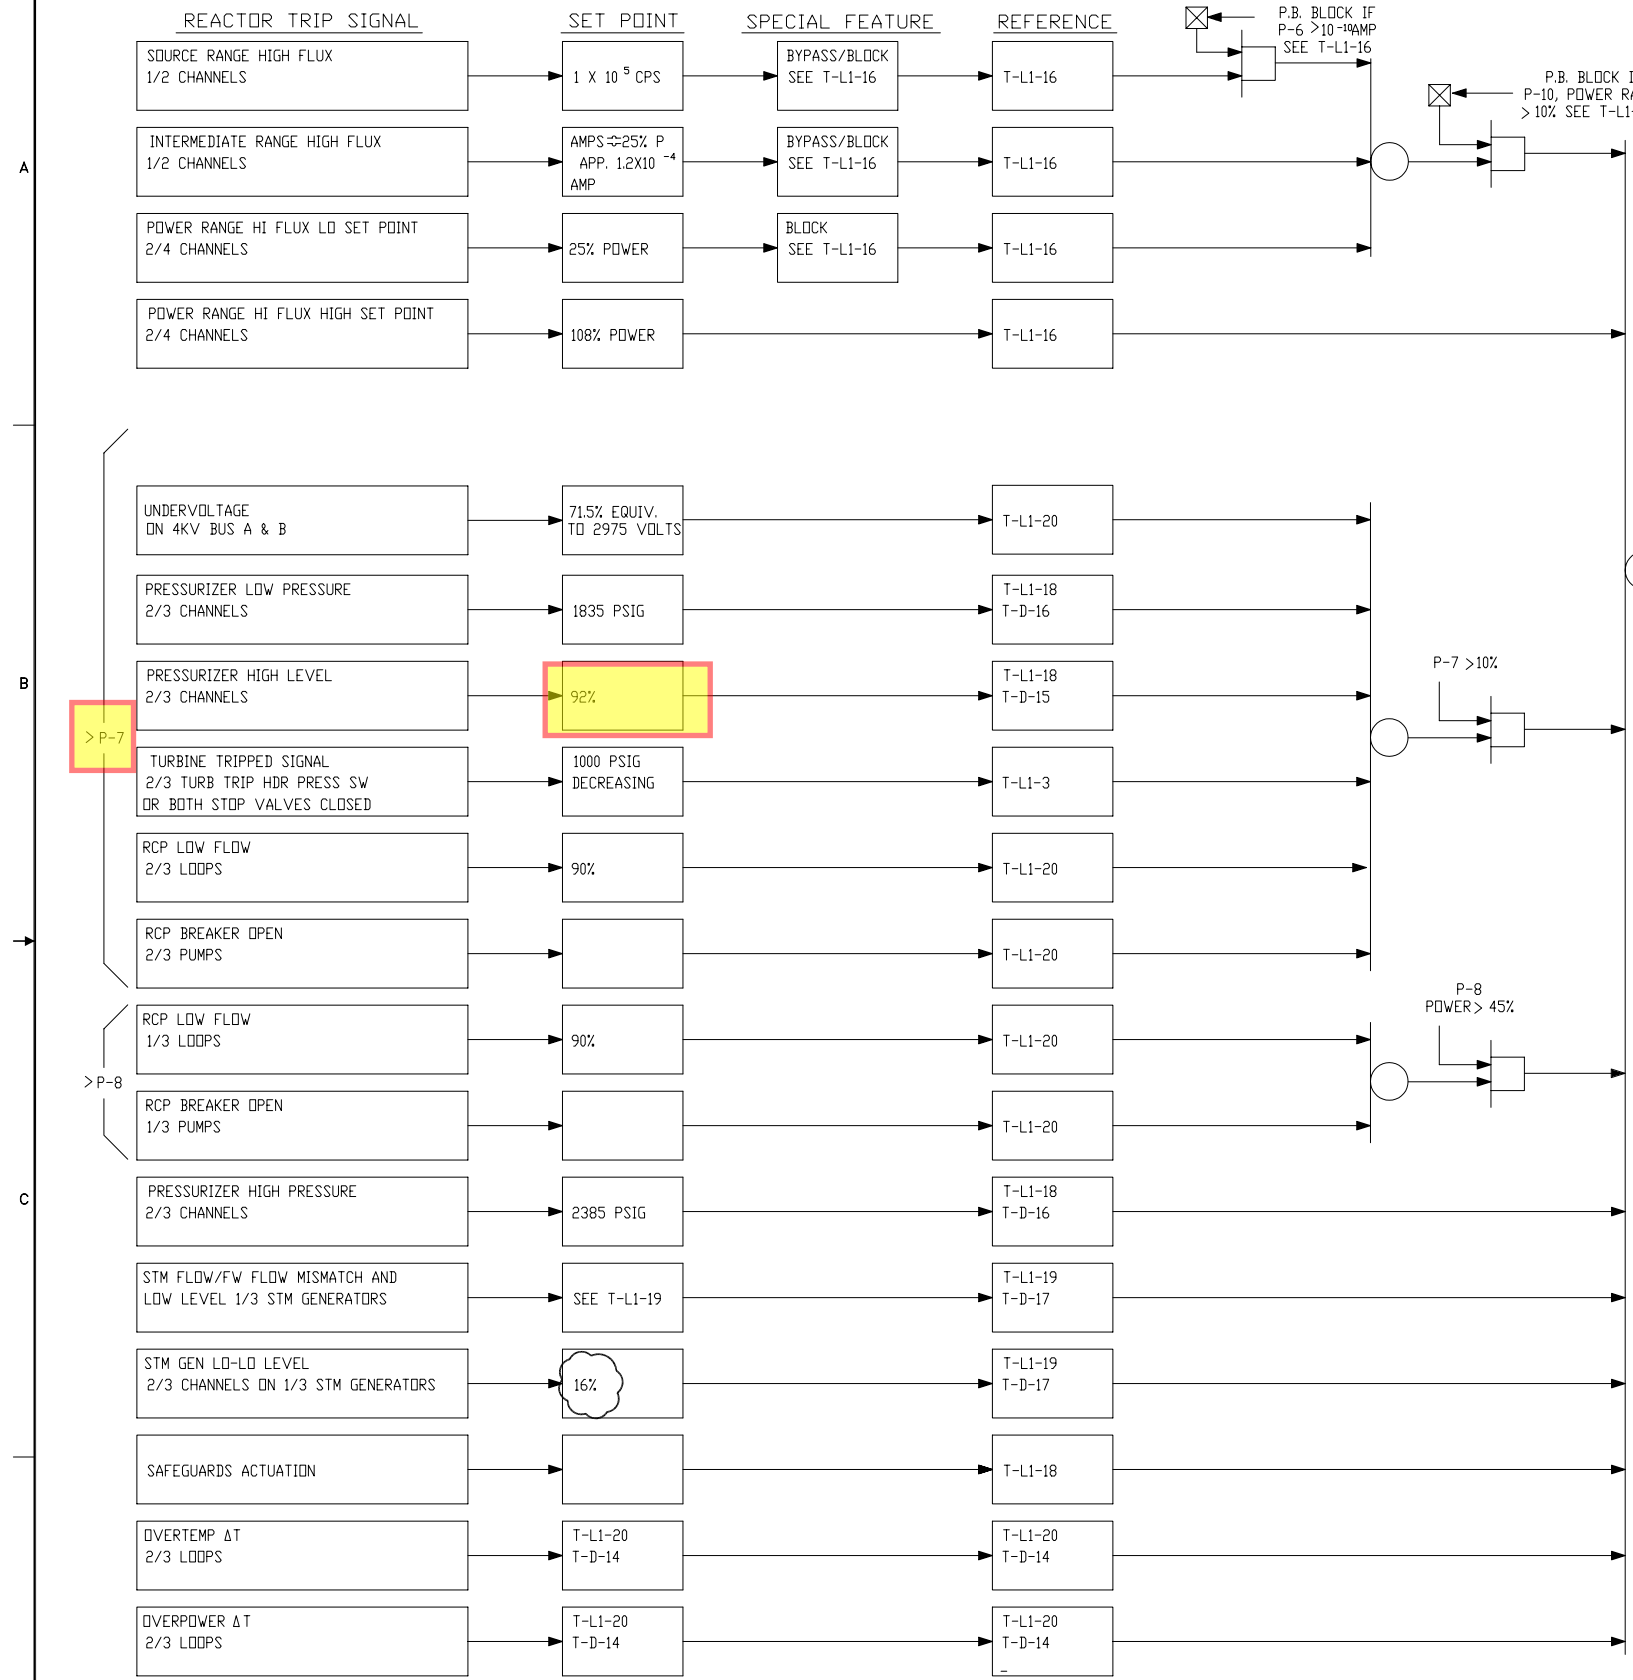 REACTOR TRIP SIGNAL
SET POINT
SPECIAL FEATURE
REFERENCE
P.B. BLOCK IF
P-6 >10 -10 AMP
SEE T-L1-16
SOURCE RANGE HIGH FLUX
1/2 CHANNELS
1 X 10 5 CPS
BYPASS/BLOCK
SEE T-L1-16
T-L1-16
P.B. BLOCK I
P-10, POWER RA
>10% SEE T-L1-
A
INTERMEDIATE RANGE HIGH FLUX
1/2 CHANNELS
AMPS ≎25% P
APP. 1.2X10 -4
AMP
BYPASS/BLOCK
SEE T-L1-16
T-L1-16
POWER RANGE HI FLUX LO SET POINT
2/4 CHANNELS
25% POWER
BLOCK
SEE T-L1-16
T-L1-16
POWER RANGE HI FLUX HIGH SET POINT
2/4 CHANNELS
108% POWER
T-L1-16
UNDERVOLTAGE
ON 4KV BUS A & B
71.5% EQUIV.
TO 2975 VOLTS
T-L1-20
PRESSURIZER LOW PRESSURE
2/3 CHANNELS
1835 PSIG
T-L1-18
T-D-16
B
PRESSURIZER HIGH LEVEL
2/3 CHANNELS
92%
T-L1-18
T-D-15
P-7 >10%
>P-7
TURBINE TRIPPED SIGNAL
2/3 TURB TRIP HDR PRESS SW
OR BOTH STOP VALVES CLOSED
1000 PSIG
DECREASING
T-L1-3
RCP LOW FLOW
2/3 LOOPS
90%
T-L1-20
RCP BREAKER OPEN
2/3 PUMPS
T-L1-20
P-8
POWER> 45%
RCP LOW FLOW
1/3 LOOPS
90%
T-L1-20
>P-8
RCP BREAKER OPEN
1/3 PUMPS
T-L1-20
C
PRESSURIZER HIGH PRESSURE
2/3 CHANNELS
2385 PSIG
T-L1-18
T-D-16
STM FLOW/FW FLOW MISMATCH AND
LOW LEVEL 1/3 STM GENERATORS
SEE T-L1-19
T-L1-19
T-D-17
STM GEN LO-LO LEVEL
2/3 CHANNELS ON 1/3 STM GENERATORS
16%
T-L1-19
T-D-17
SAFEGUARDS ACTUATION
T-L1-18
OVERTEMP ΔT
2/3 LOOPS
T-L1-20
T-D-14
T-L1-20
T-D-14
OVERPOWER ΔT
2/3 LOOPS
T-L1-20
T-D-14
T-L1-20
T-D-14